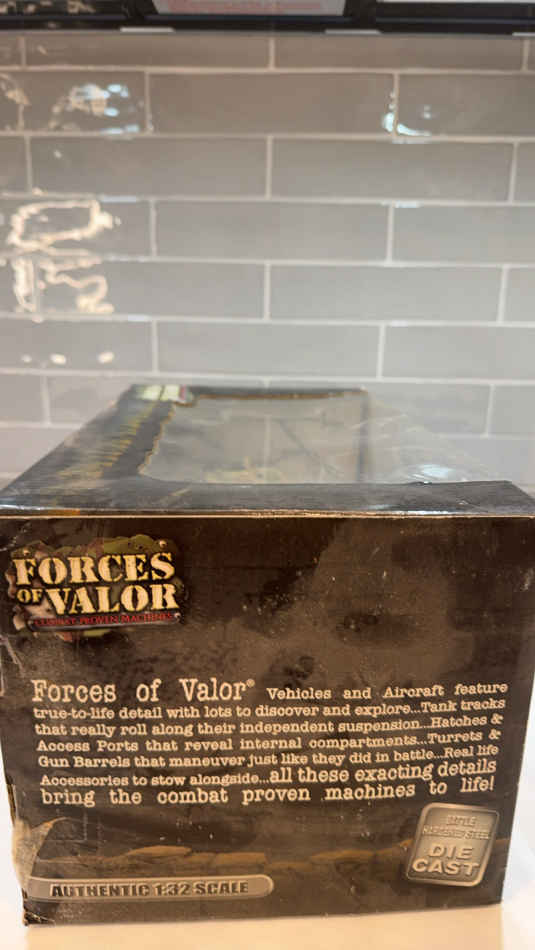 FORCES
OF VALOR
COMBAT PROVEN MACHINES
Forces of Valor® Vehicles and Aircraft feature
true-to-life detail with lots to discover and explore...Tank tracks
that really roll along their independent suspension...Hatches &
Access Ports that reveal internal compartments...Turrets &
Gun Barrels that maneuver just like they did in battle...Real life
Accessories to stow alongside...all these exacting details
bring the combat proven machines to life!
BATTLE
HARDENED STEEL
DIE
CAST
AUTHENTIC 1:32 SCALE